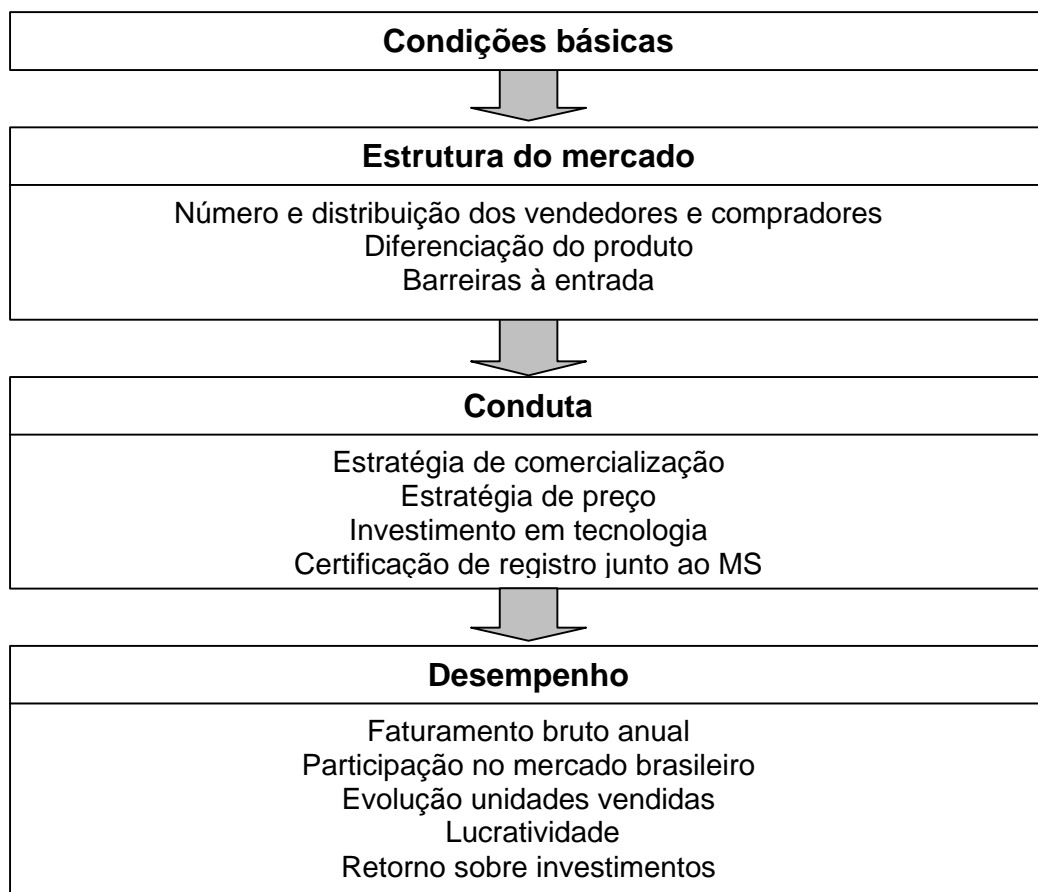 Condições básicas
Estrutura do mercado
Número e distribuição dos vendedores e compradores
Diferenciação do produto
Barreiras à entrada
Conduta
Estratégia de comercialização
Estratégia de preço
Investimento em tecnologia
Certificação de registro junto ao MS
Desempenho
Faturamento bruto anual
Participação no mercado brasileiro
Evolução unidades vendidas
Lucratividade
Retorno sobre investimentos